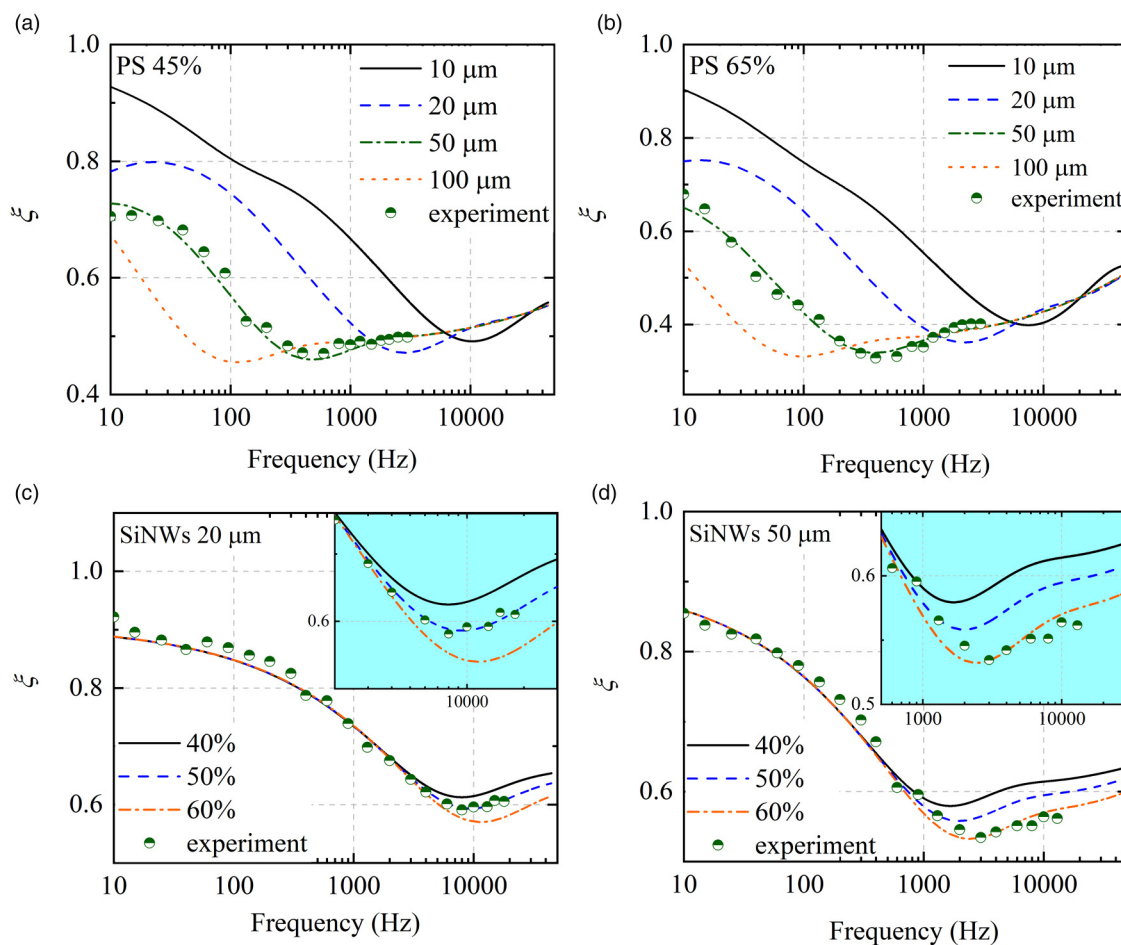 (a)
PS 45%
10 μm
20 μm
50 μm
100 μm
experiment
1.0
0.8
0.6
0.4
ξ
10 100 1000 10000
Frequency (Hz)
(b)
PS 65%
10 μm
20 μm
50 μm
100 μm
experiment
1.0
0.8
0.6
0.4
ξ
10 100 1000 10000
Frequency (Hz)
(c)
SiNWs 20 μm
0.6
10000
40%
50%
60%
experiment
1.0
0.8
0.6
ξ
10 100 1000 10000
Frequency (Hz)
(d)
SiNWs 50 μm
0.6
0.5
1000 10000
40%
50%
60%
experiment
1.0
0.8
0.6
ξ
10 100 1000 10000
Frequency (Hz)